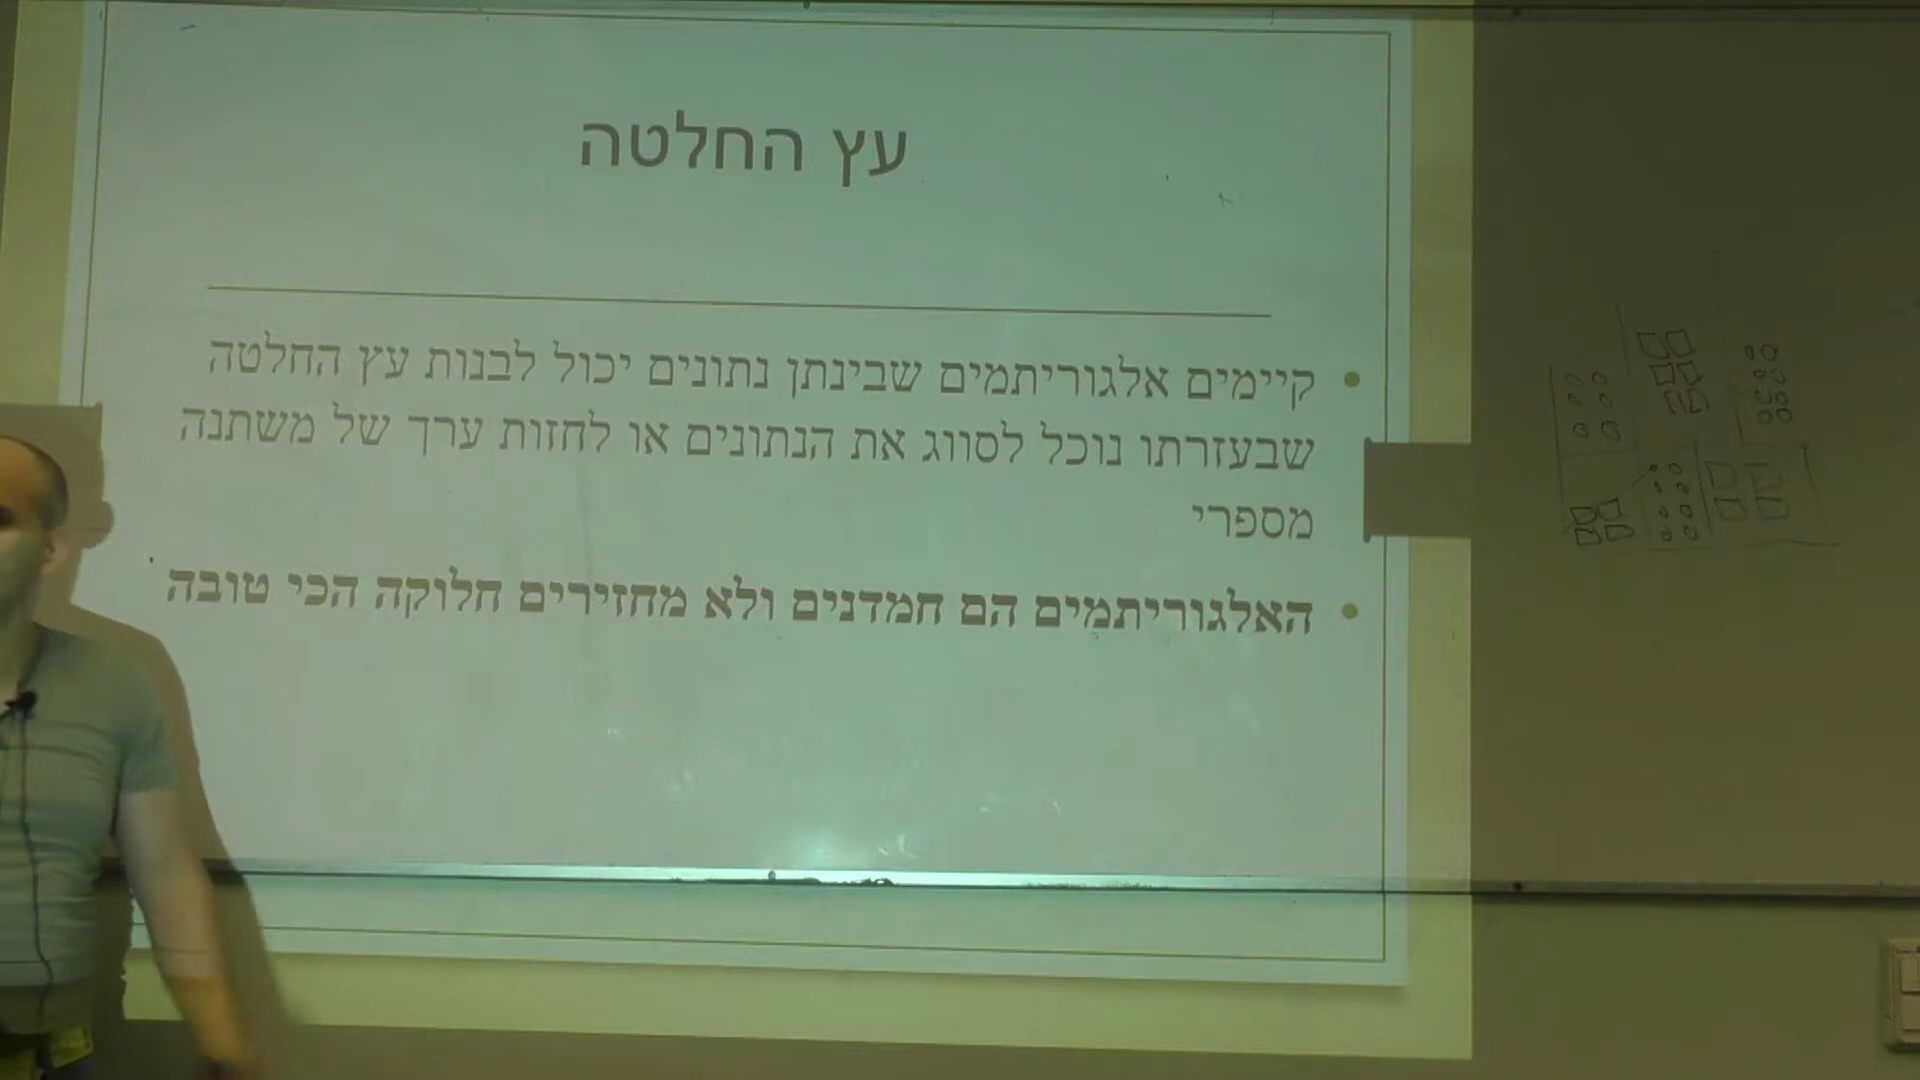 עץ החלטה
קיימים אלגוריתמים שבינתן נתונים יכול לבנות עץ החלטה
שבעזרתו נוכל לסווג את הנתונים או לחזות ערך של משתנה
מספרי
האלגוריתמים הם חמדנים ולא מחזירים חלוקה הכי טובה